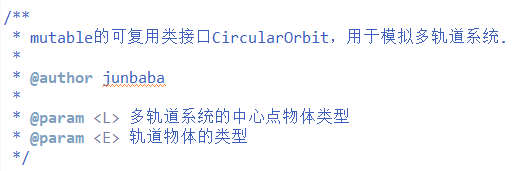 /**
 * mutable的可复用类接口CircularOrbit，用于模拟多轨道系统.
 *
 * @author junbaba
 *
 * @param <L> 多轨道系统的中心点物体类型
 * @param <E> 轨道物体的类型
 */